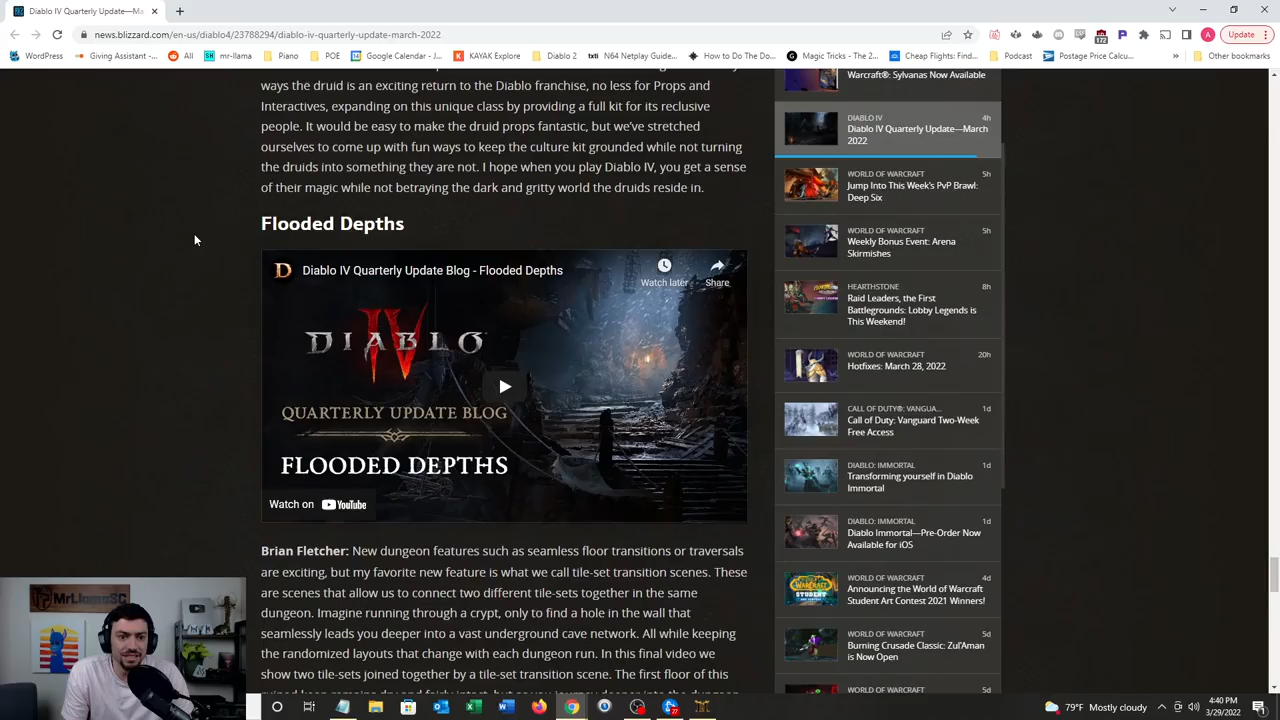 Diablo IV Quarterly Update—Ma
news.blizzard.com/en-us/diablo4/23788294/diablo-iv-quarterly-update-march-2022
Update
WordPress
Giving Assistance -...
All
mr-llama
Piano
POE
Google Calendar - J...
KAYAK Explore
Diablo 2
txti
N64 Netplay Guide...
How to Do The Do...
Magic Tricks - The 2...
Cheap Flights: Find...
Podcast
Postage Price Calcu...
Other bookmarks
172
ways the druid is an exciting return to the Diablo franchise, no less for Props and
Interactives, expanding on this unique class by providing a full kit for its reclusive
people. It would be easy to make the druid props fantastic, but we've stretched
ourselves to come up with fun ways to keep the culture kit grounded while not turning
the druids into something they are not. I hope when you play Diablo IV, you get a sense
of their magic while not betraying the dark and gritty world the druids reside in.
Flooded Depths
Diablo IV Quarterly Update Blog - Flooded Depths
Watch later
Share
DIABLO
IV
QUARTERLY UPDATE BLOG
FLOODED DEPTHS
Watch on YouTube
Brian Fletcher: New dungeon features such as seamless floor transitions or traversals
are exciting, but my favorite new feature is what we call tile-set transition scenes. These
are scenes that allow us to connect two different tile-sets together in the same
dungeon. Imagine running through a crypt, only to find a hole in the wall that
seamlessly leads you deeper into a vast underground cave network. All while keeping
the randomized layouts that change with each dungeon run. In this final video we
show two tile-sets joined together by a tile-set transition scene. The first floor of this
Warcraft®: Sylvanas Now Available
DIABLO IV 4h
Diablo IV Quarterly Update—March
2022
WORLD OF WARCRAFT 5h
Jump Into This Week's PvP Brawl:
Deep Six
WORLD OF WARCRAFT 5h
Weekly Bonus Event: Arena
Skirmishes
HEARTHSTONE 8h
Raid Leaders, the First
Battlegrounds: Lobby Legends is
This Weekend!
WORLD OF WARCRAFT 20h
Hotfixes: March 28, 2022
CALL OF DUTY®: VANGUA... 1d
Call of Duty: Vanguard Two-Week
Free Access
DIABLO: IMMORTAL 1d
Transforming yourself in Diablo
Immortal
DIABLO: IMMORTAL 1d
Diablo Immortal—Pre-Order Now
Available for iOS
WORLD OF WARCRAFT 4d
Announcing the World of Warcraft
Student Art Contest 2021 Winners!
WORLD OF WARCRAFT 5d
Burning Crusade Classic: Zul'Aman
is Now Open
WORLD OF WARCRAFT 5d
79°F Mostly cloudy
4:40 PM
3/29/2022